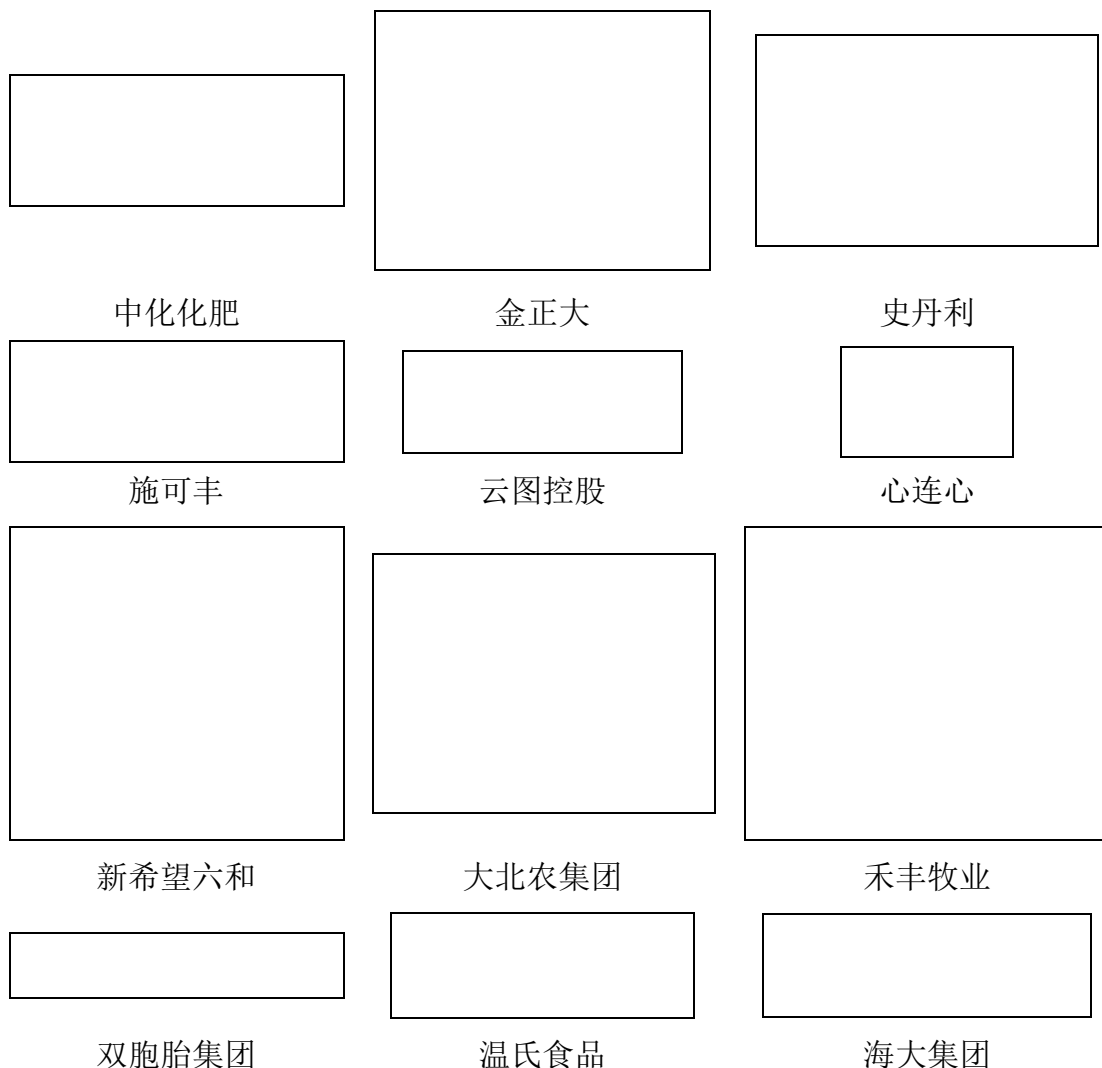 中化化肥 金正大 史丹利
施可丰 云图控股 心连心
新希望六和 大北农集团 禾丰牧业
双胞胎集团 温氏食品 海大集团